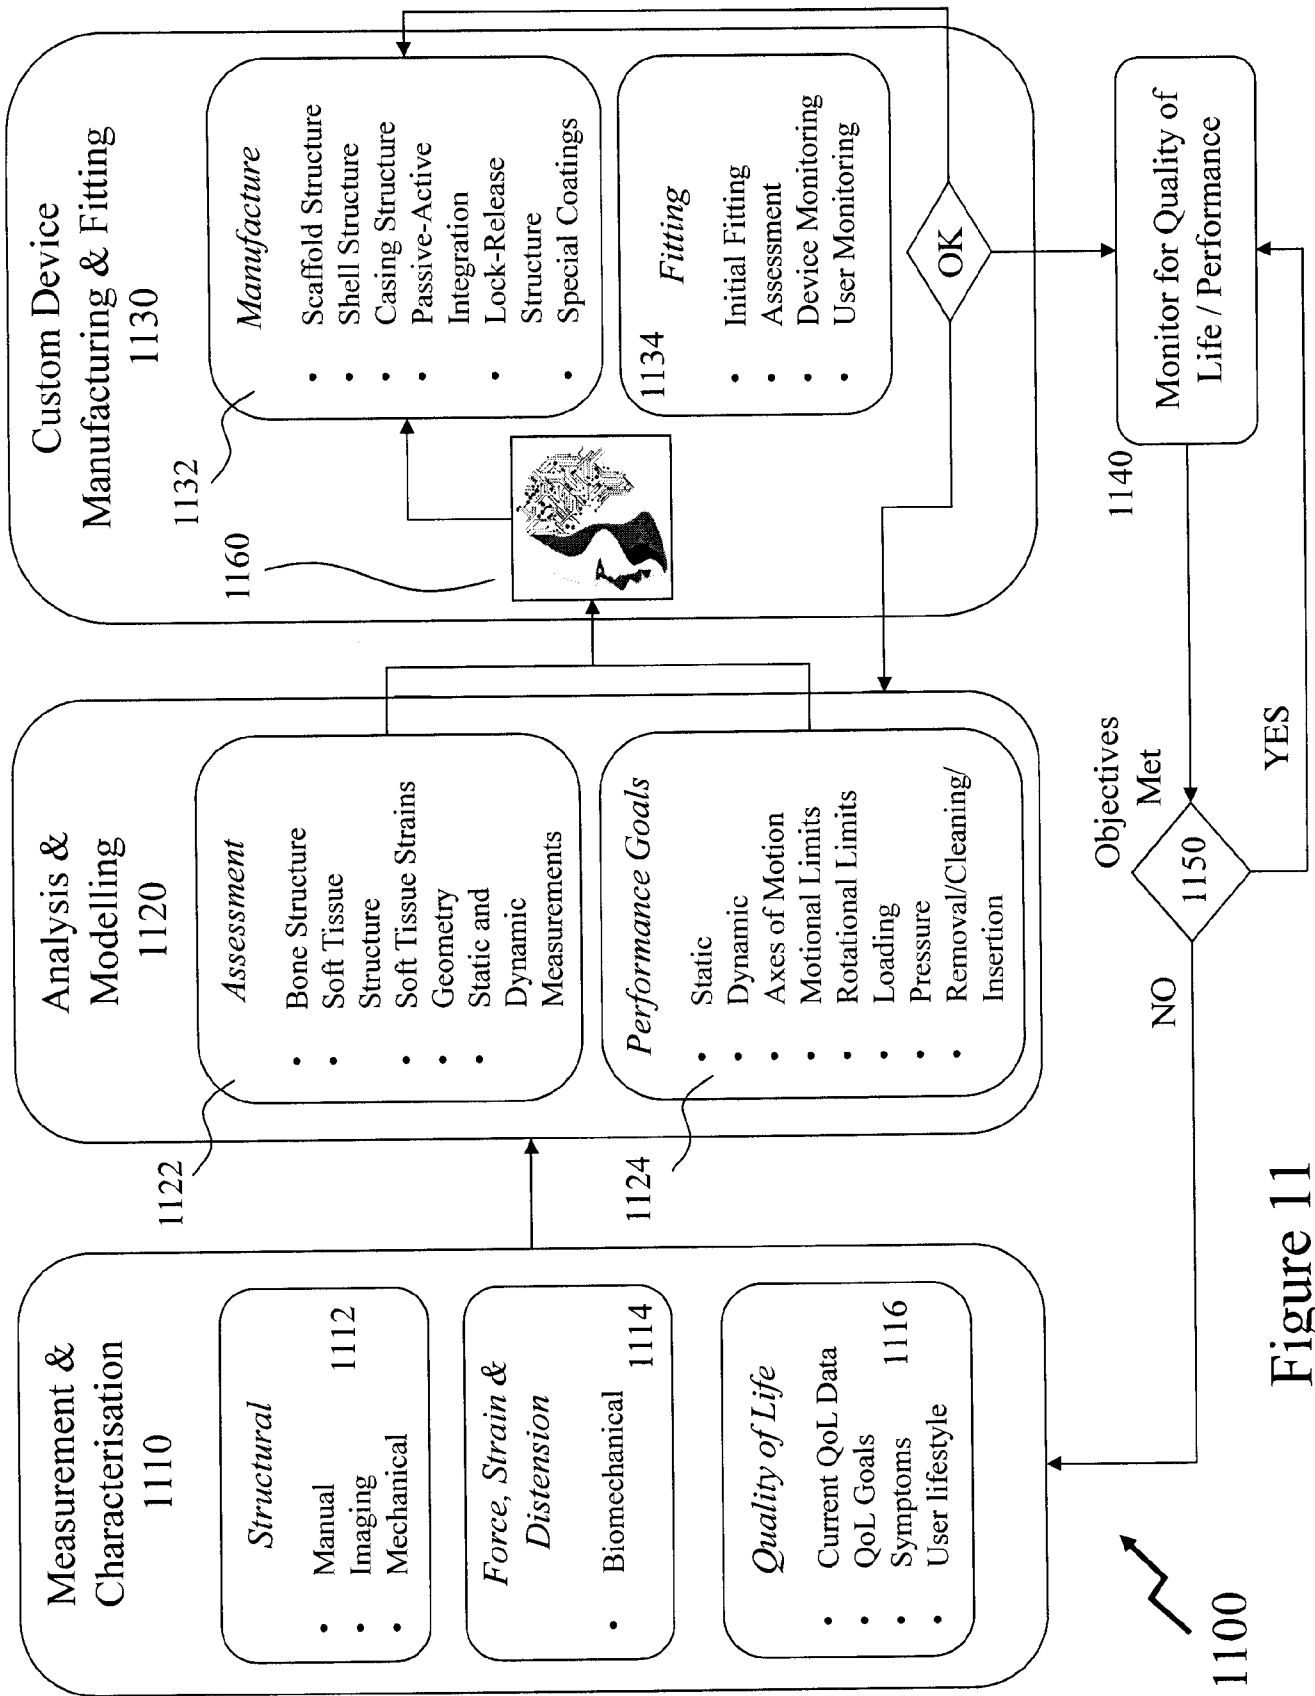 Measurement &
Characterisation
1110
Structural
• Manual
• Imaging
• Mechanical
1112
Force, Strain &
Distension
• Biomechanical
1114
Quality of Life
• Current QoL Data
• QoL Goals
• Symptoms
• User lifestyle
1116
Analysis &
Modelling
1120
1122
Assessment
• Bone Structure
• Soft Tissue
Structure
• Soft Tissue Strains
• Geometry
• Static and
Dynamic
Measurements
1124
Performance Goals
• Static
• Dynamic
• Axes of Motion
• Motional Limits
• Rotational Limits
• Loading
• Pressure
• Removal/Cleaning/
Insertion
Custom Device
Manufacturing & Fitting
1130
1132
1160
Manufacture
• Scaffold Structure
• Shell Structure
• Casing Structure
• Passive-Active
Integration
• Lock-Release
Structure
• Special Coatings
1134
Fitting
• Initial Fitting
• Assessment
• Device Monitoring
• User Monitoring
OK
1140
Monitor for Quality of
Life / Performance
Objectives
Met
1150
NO
YES
1100
Figure 11